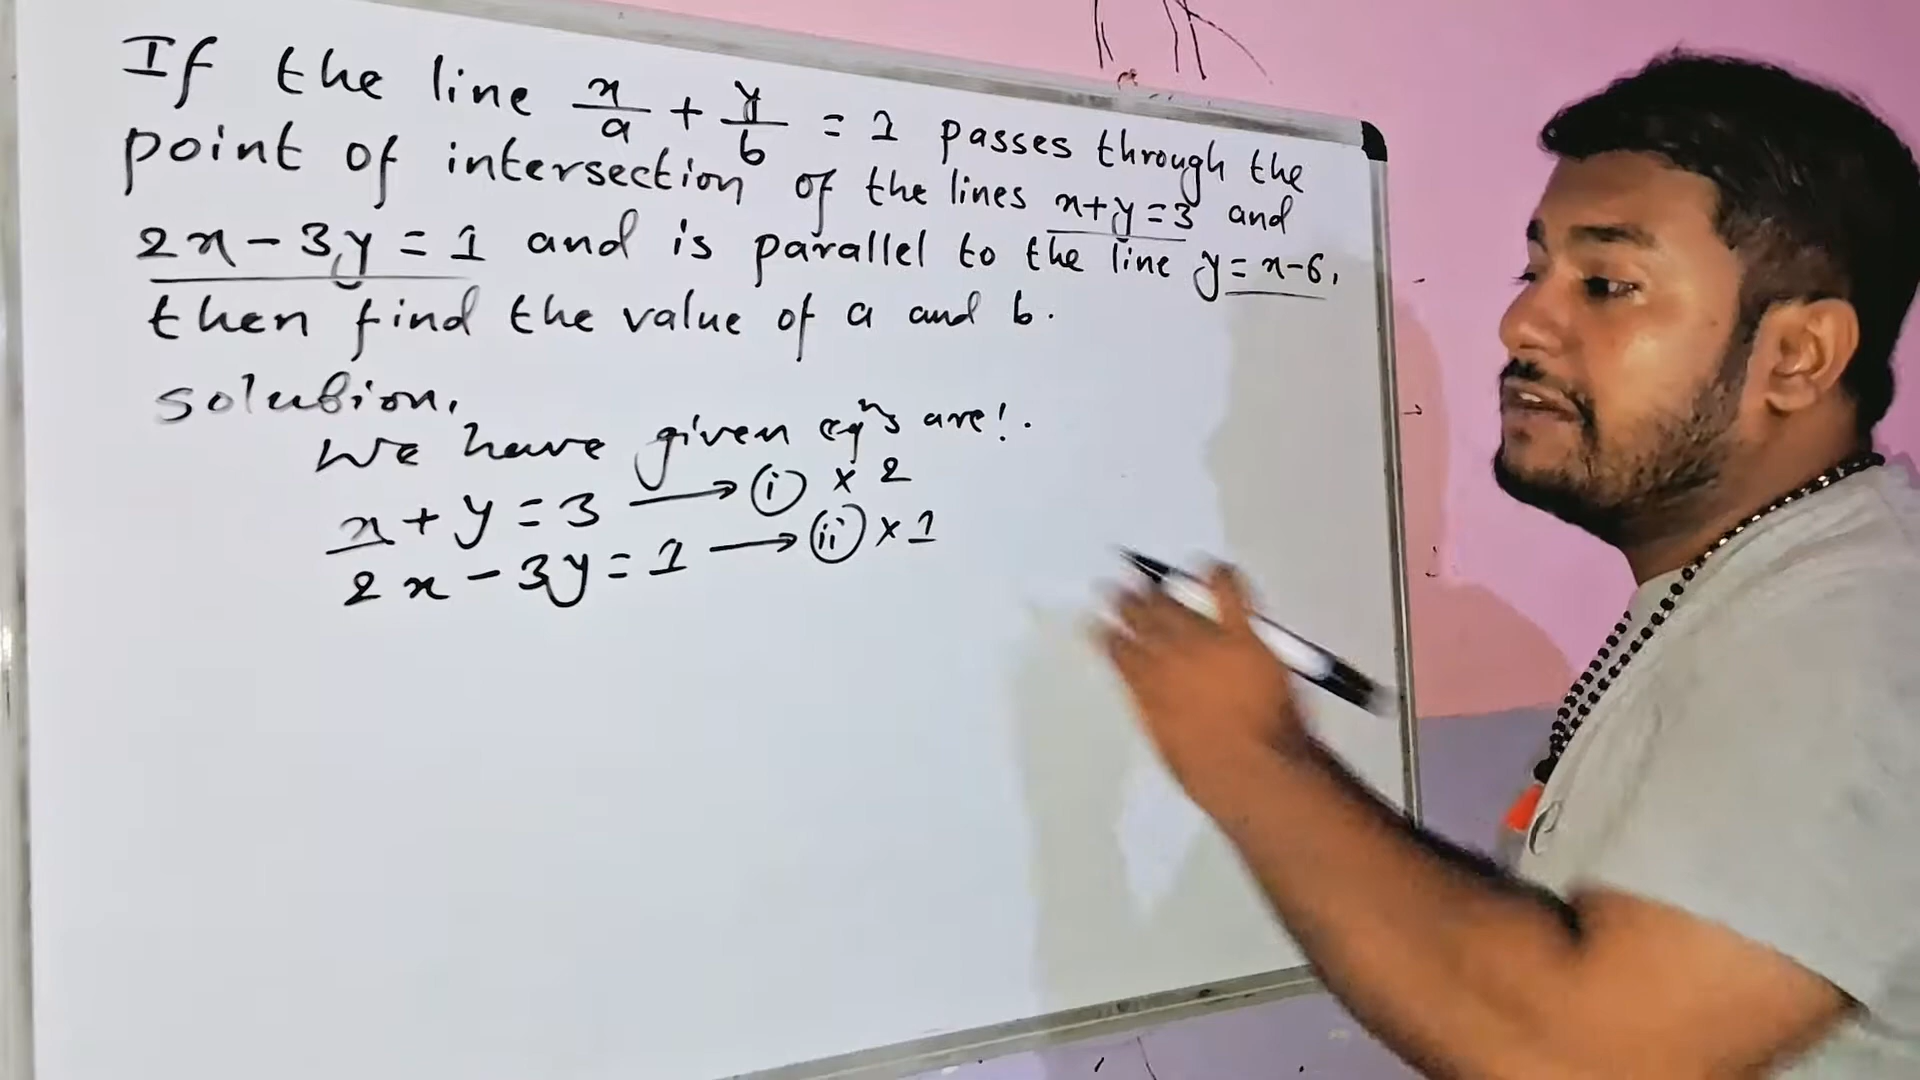 If the line x/a + y/b = 1 passes through the
point of intersection of the lines x+y=3 and
2x-3y=1 and is parallel to the line y=x-6,
then find the value of a and b.
solution,
We have given eqⁿs are!.
x+y=3 ⟶ (i) × 2
2x-3y=1 ⟶ (ii) × 1